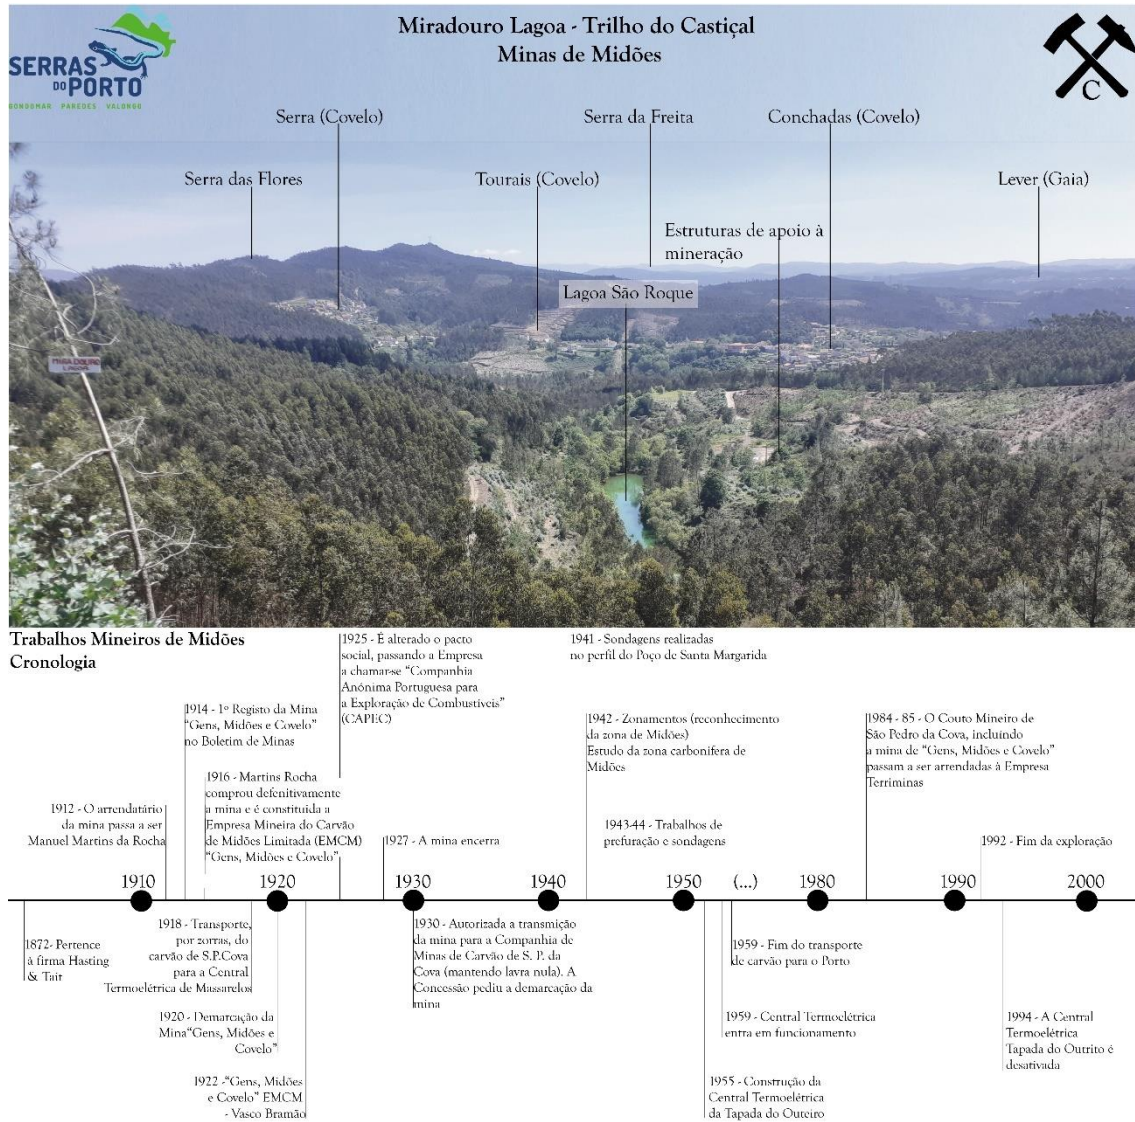 SERRAS
DO PORTO
GONDOMAR PAREDES VALONGO
Miradouro Lagoa - Trilho do Castiçal
Minas de Midões
C
Serra (Covelo)
Serra da Freita
Conchadas (Covelo)
Serra das Flores
Tourais (Covelo)
Lever (Gaia)
Estruturas de apoio à
mineração
Lagoa São Roque
MIRADOURO
LAGOA
Trabalhos Mineiros de Midões
Cronologia
1912 - O arrendatário
da mina passa a ser
Manuel Martins da Rocha
1914 - 1º Registo da Mina
"Gens, Midões e Covelo"
no Boletim de Minas
1916 - Martins Rocha
comprou defenitivamente
a mina e é constituida a
Empresa Mineira do Carvão
de Midões Limitada (EMCM)
"Gens, Midões e Covelo"
1925 - É alterado o pacto
social, passando a Empresa
a chamar-se "Companhia
Anónima Portuguesa para
a Exploração de Combustíveis"
(CAPEC)
1927 - A mina encerra
1941 - Sondagens realizadas
no perfil do Poço de Santa Margarida
1942 - Zonamentos (reconhecimento
da zona de Midões)
Estudo da zona carbonifera de
Midões
1943-44 - Trabalhos de
prefuração e sondagens
1984 - 85 - O Couto Mineiro de
São Pedro da Cova, incluindo
a mina de "Gens, Midões e Covelo"
passam a ser arrendadas à Empresa
Terriminas
1992 - Fim da exploração
1910
1920
1930
1940
1950
(...)
1980
1990
2000
1872- Pertence
à firma Hasting
& Tait
1918 - Transporte,
por zorras, do
carvão de S.P.Cova
para a Central
Termoelétrica de Massarelos
1920 - Demarcação da
Mina"Gens, Midões e
Covelo"
1922 -"Gens, Midões
e Covelo" EMCM
- Vasco Bramão
1930 - Autorizada a transmição
da mina para a Companhia de
Minas de Carvão de S. P. da
Cova (mantendo lavra nula). A
Concessão pediu a demarcação da
mina
1959 - Fim do transporte
de carvão para o Porto
1959 - Central Termoelétrica
entra em funcionamento
1955 - Construção da
Central Termoelétrica
da Tapada do Outeiro
1994 - A Central
Termoelétrica
Tapada do Outrito é
desativada